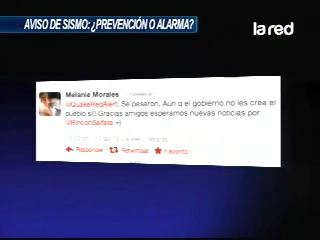 AVISO DE SISMO: ¿PREVENCIÓN O ALARMA?
la red
Melanie Morales
@QuakeRedAlert, Se pasaron, Aun q el gobierno no les crea el
pueblo si!! Gracias amigos esperamos nuevas noticias por
@RinconSalfate =)
Responder Retwittear Favorito